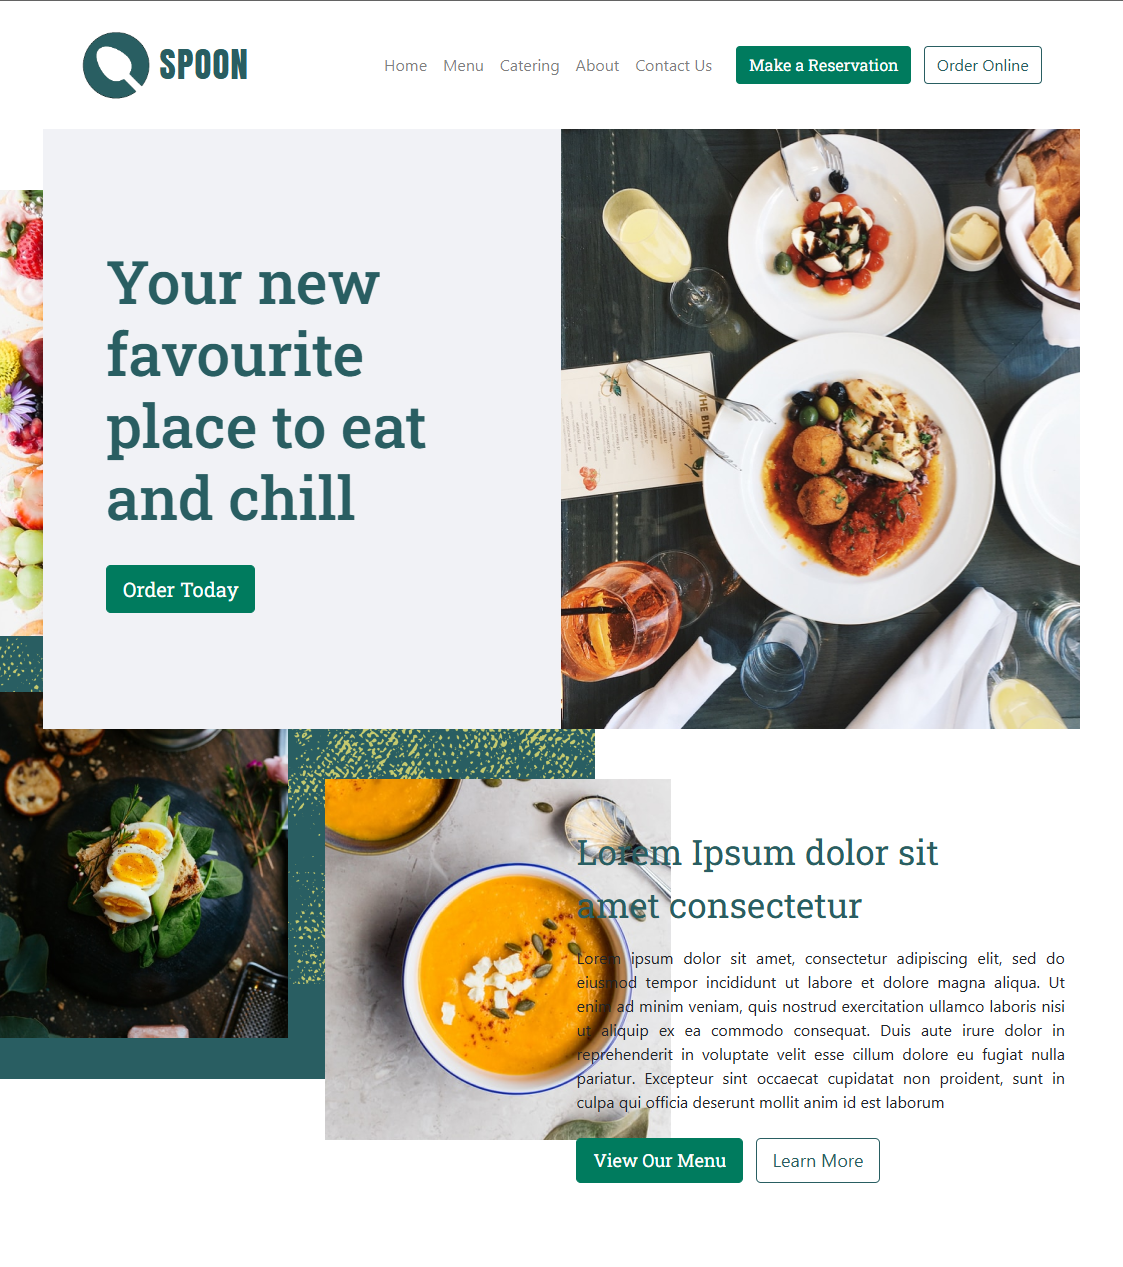 SPOON
Home Menu Catering About Contact Us Make a Reservation Order Online
Your new
favourite
place to eat
and chill
Order Today
THE BITE
Lorem Ipsum dolor sit
amet consectetur
Lorem ipsum dolor sit amet, consectetur adipiscing elit, sed do
eiusmod tempor incididunt ut labore et dolore magna aliqua. Ut
enim ad minim veniam, quis nostrud exercitation ullamco laboris nisi
ut aliquip ex ea commodo consequat. Duis aute irure dolor in
reprehenderit in voluptate velit esse cillum dolore eu fugiat nulla
pariatur. Excepteur sint occaecat cupidatat non proident, sunt in
culpa qui officia deserunt mollit anim id est laborum
View Our Menu Learn More